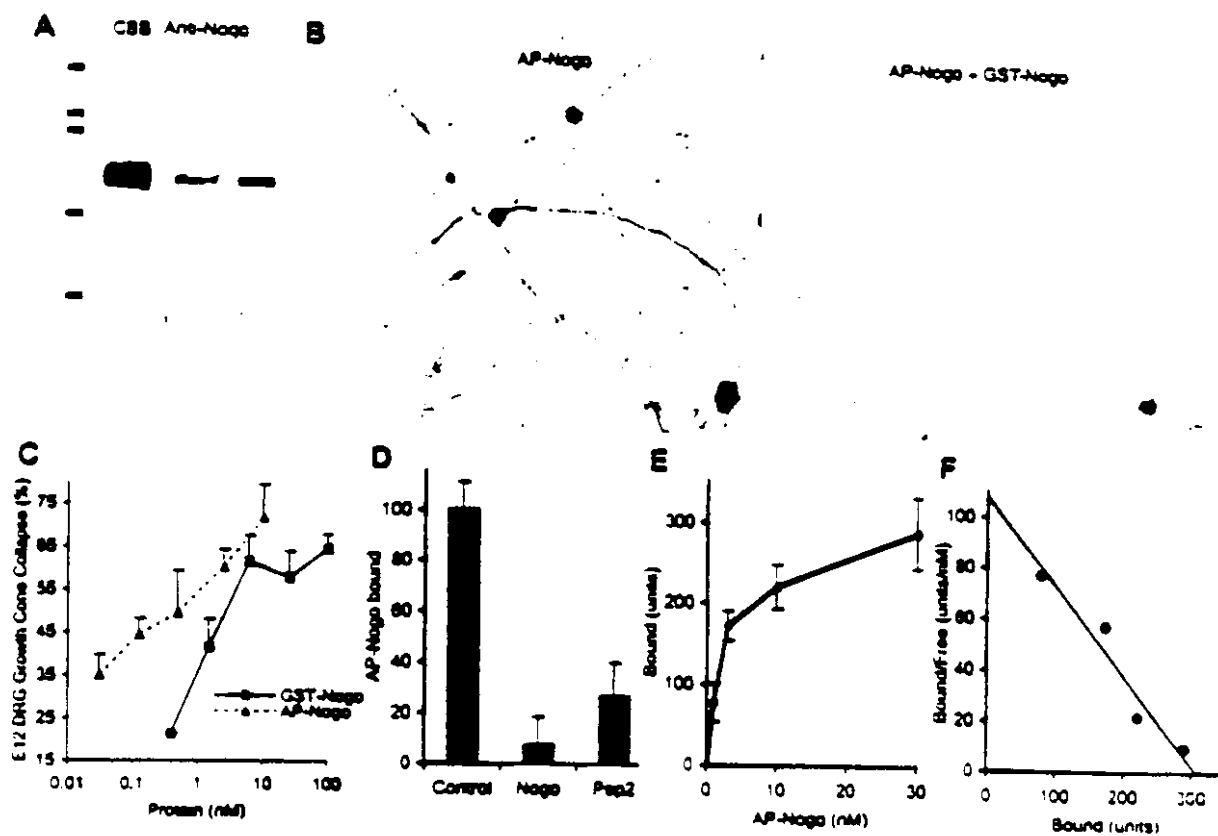 A
CBB Anti-Nogo
B
AP-Nogo
AP-Nogo + GST-Nogo
C
E12 DRG Growth Cone Collapse (%)
75
65
55
45
35
25
15
0.01 0.1 1 10 100
Protein (nM)
GST-Nogo
AP-Nogo
D
AP-Nogo bound
100
80
60
40
20
0
Control Nogo Pep2
E
Bound (units)
300
200
100
0
0 10 20 30
AP-Nogo (nM)
F
Bound/Free (units/nM)
100
80
60
40
20
0
0 100 200 300
Bound (units)